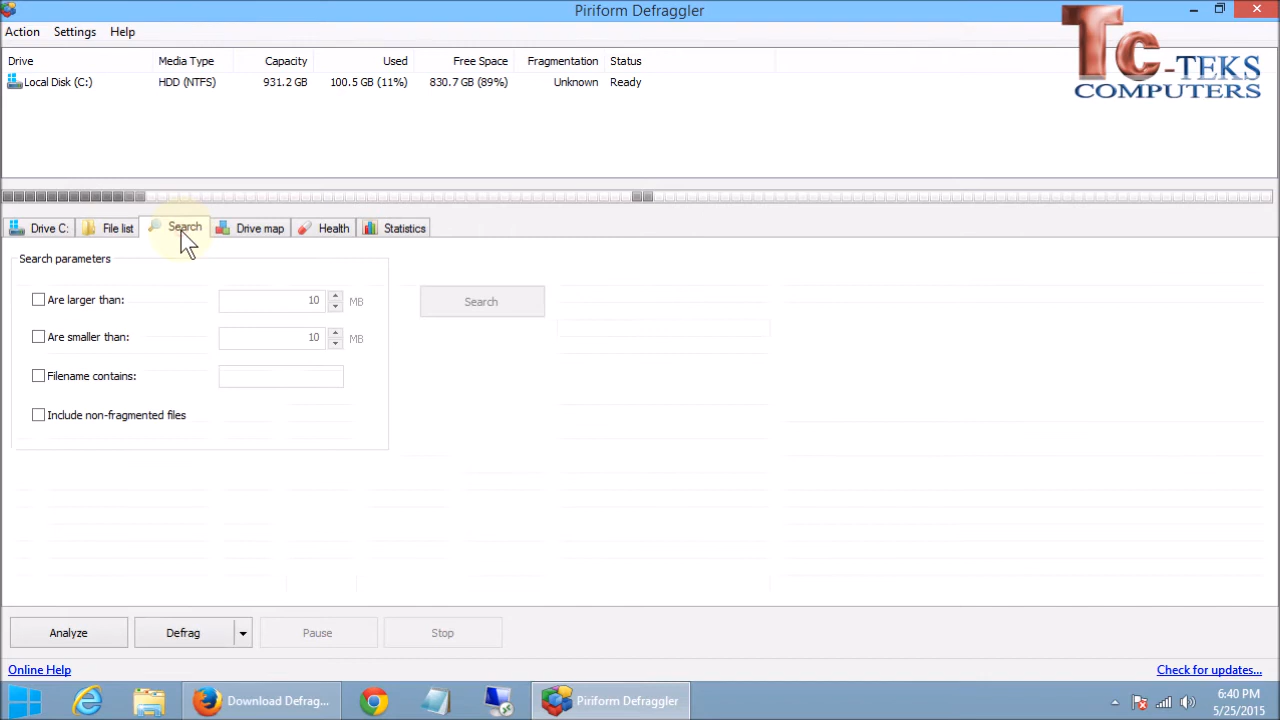 Piriform Defraggler
Action Settings Help
Drive Media Type Capacity Used Free Space Fragmentation Status
Local Disk (C:) HDD (NTFS) 931.2 GB 100.5 GB (11%) 830.7 GB (89%) Unknown Ready
TC-TEKS
COMPUTERS
Drive C: File list Search Drive map Health Statistics
Search parameters
Are larger than: 10 MB
Search
Are smaller than: 10 MB
Filename contains:
Include non-fragmented files
Analyze Defrag Pause Stop
Online Help Check for updates...
Download Defrag... Piriform Defraggler 6:40 PM
5/25/2015